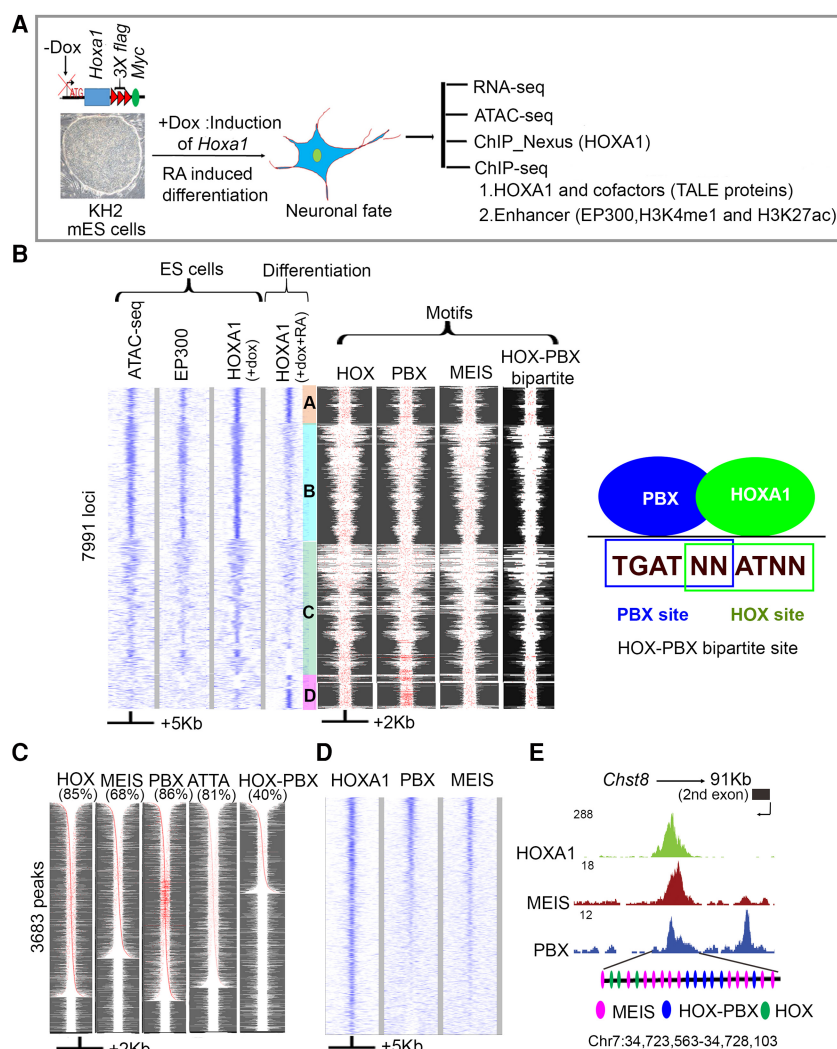 A
-Dox
Hoxa1
3X flag
Myc
ATG
KH2
mES cells
+Dox :Induction
of Hoxa1
RA induced
differentiation
Neuronal fate
RNA-seq
ATAC-seq
ChIP_Nexus (HOXA1)
ChIP-seq
1.HOXA1 and cofactors (TALE proteins)
2.Enhancer (EP300,H3K4me1 and H3K27ac)
B
ES cells
Differentiation
ATAC-seq
EP300
HOXA1
(+dox)
HOXA1
(+dox+RA)
Motifs
HOX
PBX
MEIS
HOX-PBX
bipartite
7991 loci
A
B
C
D
+5Kb
+2Kb
PBX
HOXA1
TGAT NN ATNN
PBX site
HOX site
HOX-PBX bipartite site
C
HOX MEIS PBX ATTA HOX-PBX
(85%) (68%) (86%) (81%) (40%)
3683 peaks
+2Kb
D
HOXA1 PBX MEIS
+5Kb
E
Chst8 91Kb
(2nd exon)
288
HOXA1
18
MEIS
12
PBX
MEIS HOX-PBX HOX
Chr7:34,723,563-34,728,103